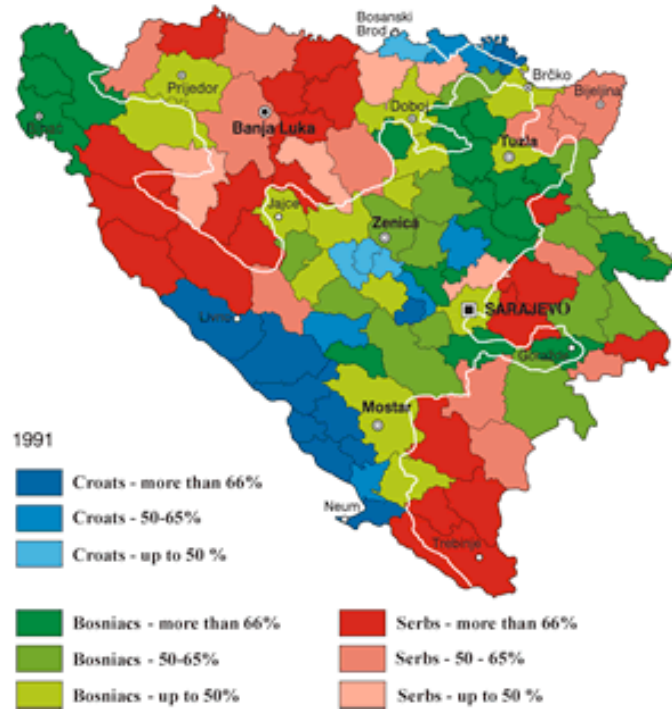 Bosanski
Brod
Brčko
Prijedor
Bijeljina
Doboj
Bihać
Banja Luka
Tuzla
Jajce
Zenica
SARAJEVO
Livno
Goražde
Mostar
1991
Neum
Trebinje
Croats - more than 66%
Croats - 50-65%
Croats - up to 50 %
Bosniacs - more than 66%
Bosniacs - 50-65%
Bosniacs - up to 50%
Serbs - more than 66%
Serbs - 50 - 65%
Serbs - up to 50 %